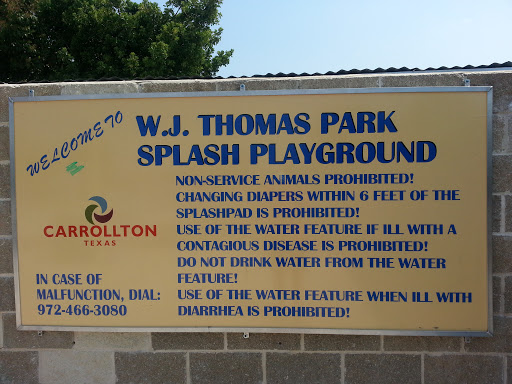 WELCOME TO
W.J. THOMAS PARK
SPLASH PLAYGROUND
NON-SERVICE ANIMALS PROHIBITED!
CHANGING DIAPERS WITHIN 6 FEET OF THE
SPLASHPAD IS PROHIBITED!
USE OF THE WATER FEATURE IF ILL WITH A
CONTAGIOUS DISEASE IS PROHIBITED!
DO NOT DRINK WATER FROM THE WATER
FEATURE!
USE OF THE WATER FEATURE WHEN ILL WITH
DIARRHEA IS PROHIBITED!
CARROLLTON
TEXAS
IN CASE OF
MALFUNCTION, DIAL:
972-466-3080